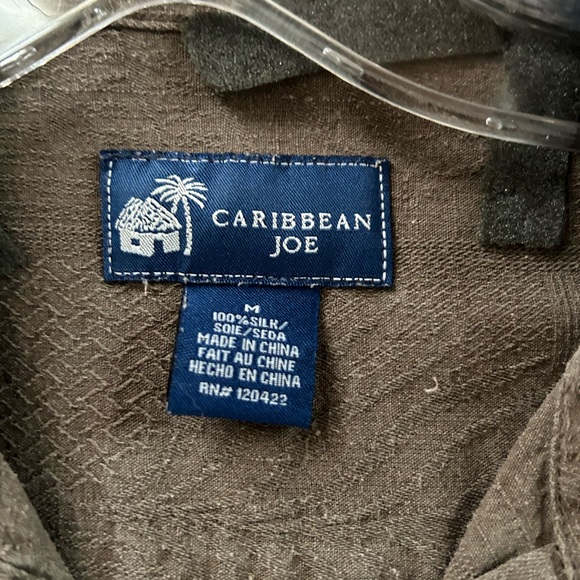 CARIBBEAN
JOE
M
100%SILK/
SOIE/SEDA
MADE IN CHINA
FAIT AU CHINE
HECHO EN CHINA
RN# 120422